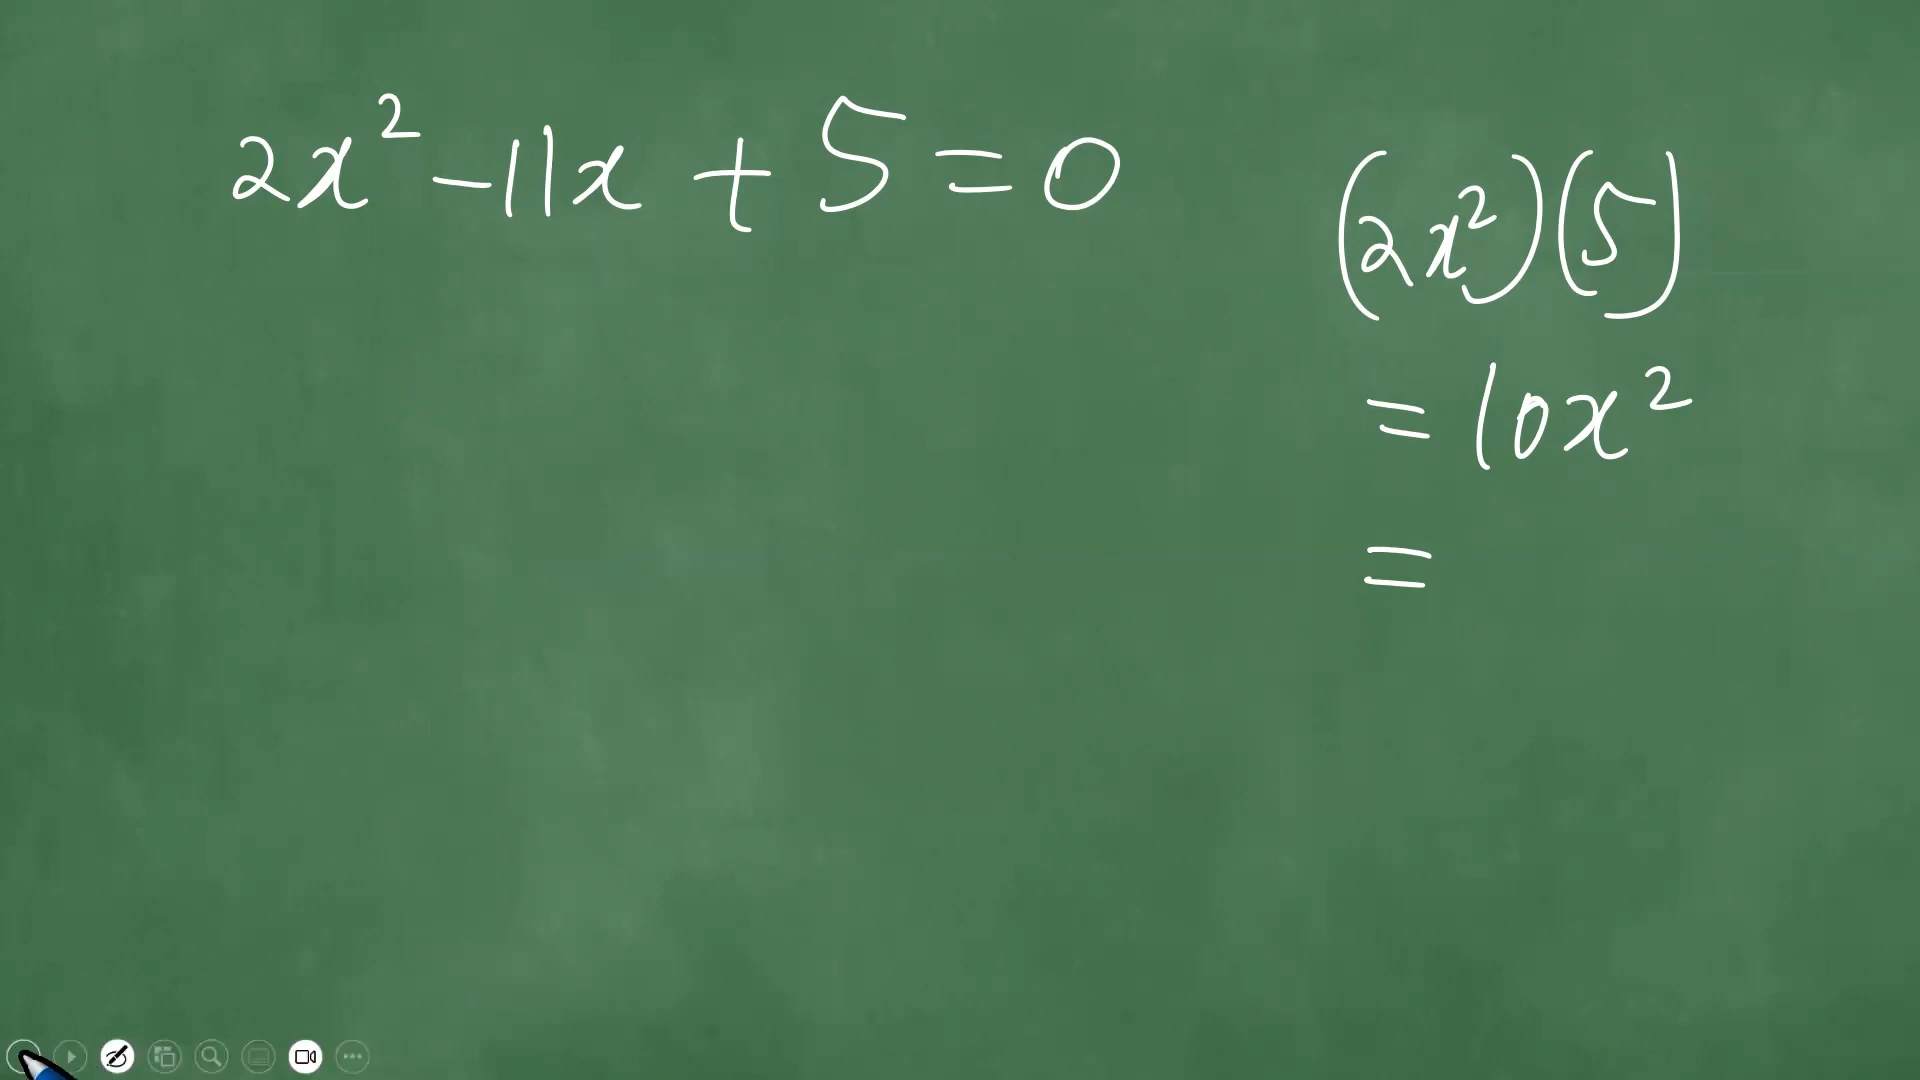 2x² - 11x + 5 = 0
(2x²)(5)
= 10x²
=